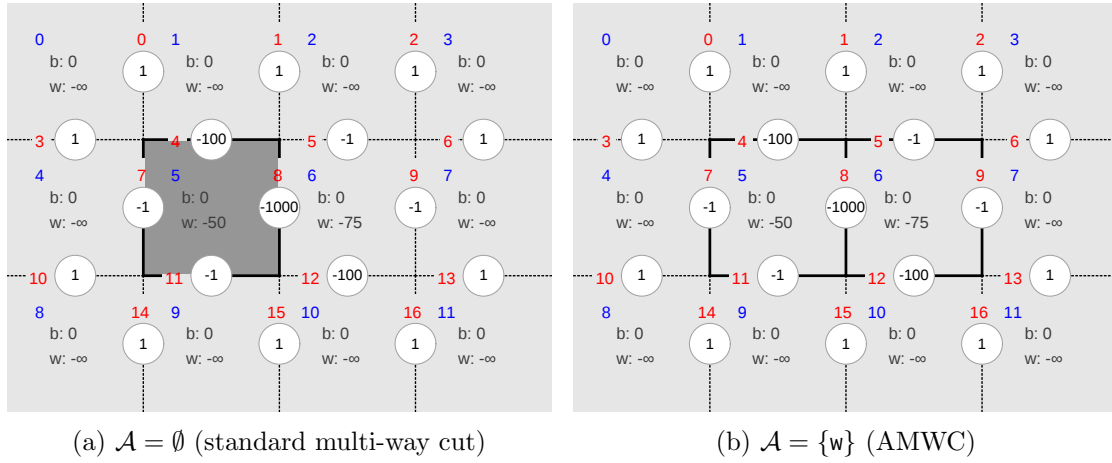 0 0 1 1 2 2 3
b: 0 b: 0 b: 0 b: 0
1 1 1
w: -∞ w: -∞ w: -∞ w: -∞
3 1 4 -100 5 -1 6 1
4 7 5 8 6 9 7
b: 0 b: 0 b: 0 b: 0
-1 -1000 -1
w: -∞ w: -50 w: -75 w: -∞
10 1 11 -1 12 -100 13 1
8 14 9 15 10 16 11
b: 0 b: 0 b: 0 b: 0
1 1 1
w: -∞ w: -∞ w: -∞ w: -∞
(a) 𝒜 = ∅ (standard multi-way cut)
0 0 1 1 2 2 3
b: 0 b: 0 b: 0 b: 0
1 1 1
w: -∞ w: -∞ w: -∞ w: -∞
3 1 4 -100 5 -1 6 1
4 7 5 8 6 9 7
b: 0 b: 0 b: 0 b: 0
-1 -1000 -1
w: -∞ w: -50 w: -75 w: -∞
10 1 11 -1 12 -100 13 1
8 14 9 15 10 16 11
b: 0 b: 0 b: 0 b: 0
1 1 1
w: -∞ w: -∞ w: -∞ w: -∞
(b) 𝒜 = {w} (AMWC)